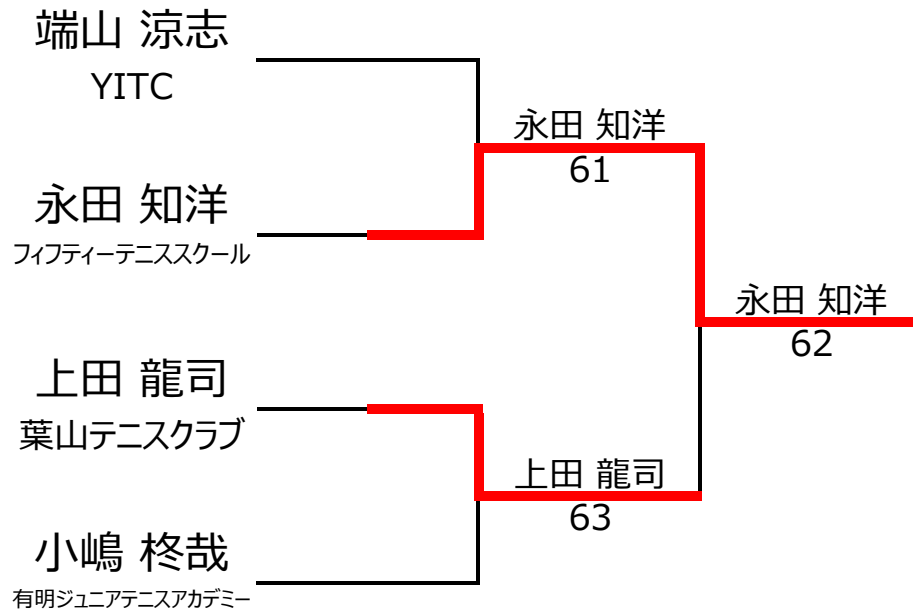 端山 涼志
YITC
永田 知洋
フィフティーテニススクール
上田 龍司
葉山テニスクラブ
小嶋 柊哉
有明ジュニアテニスアカデミー
永田 知洋
61
上田 龍司
63
永田 知洋
62